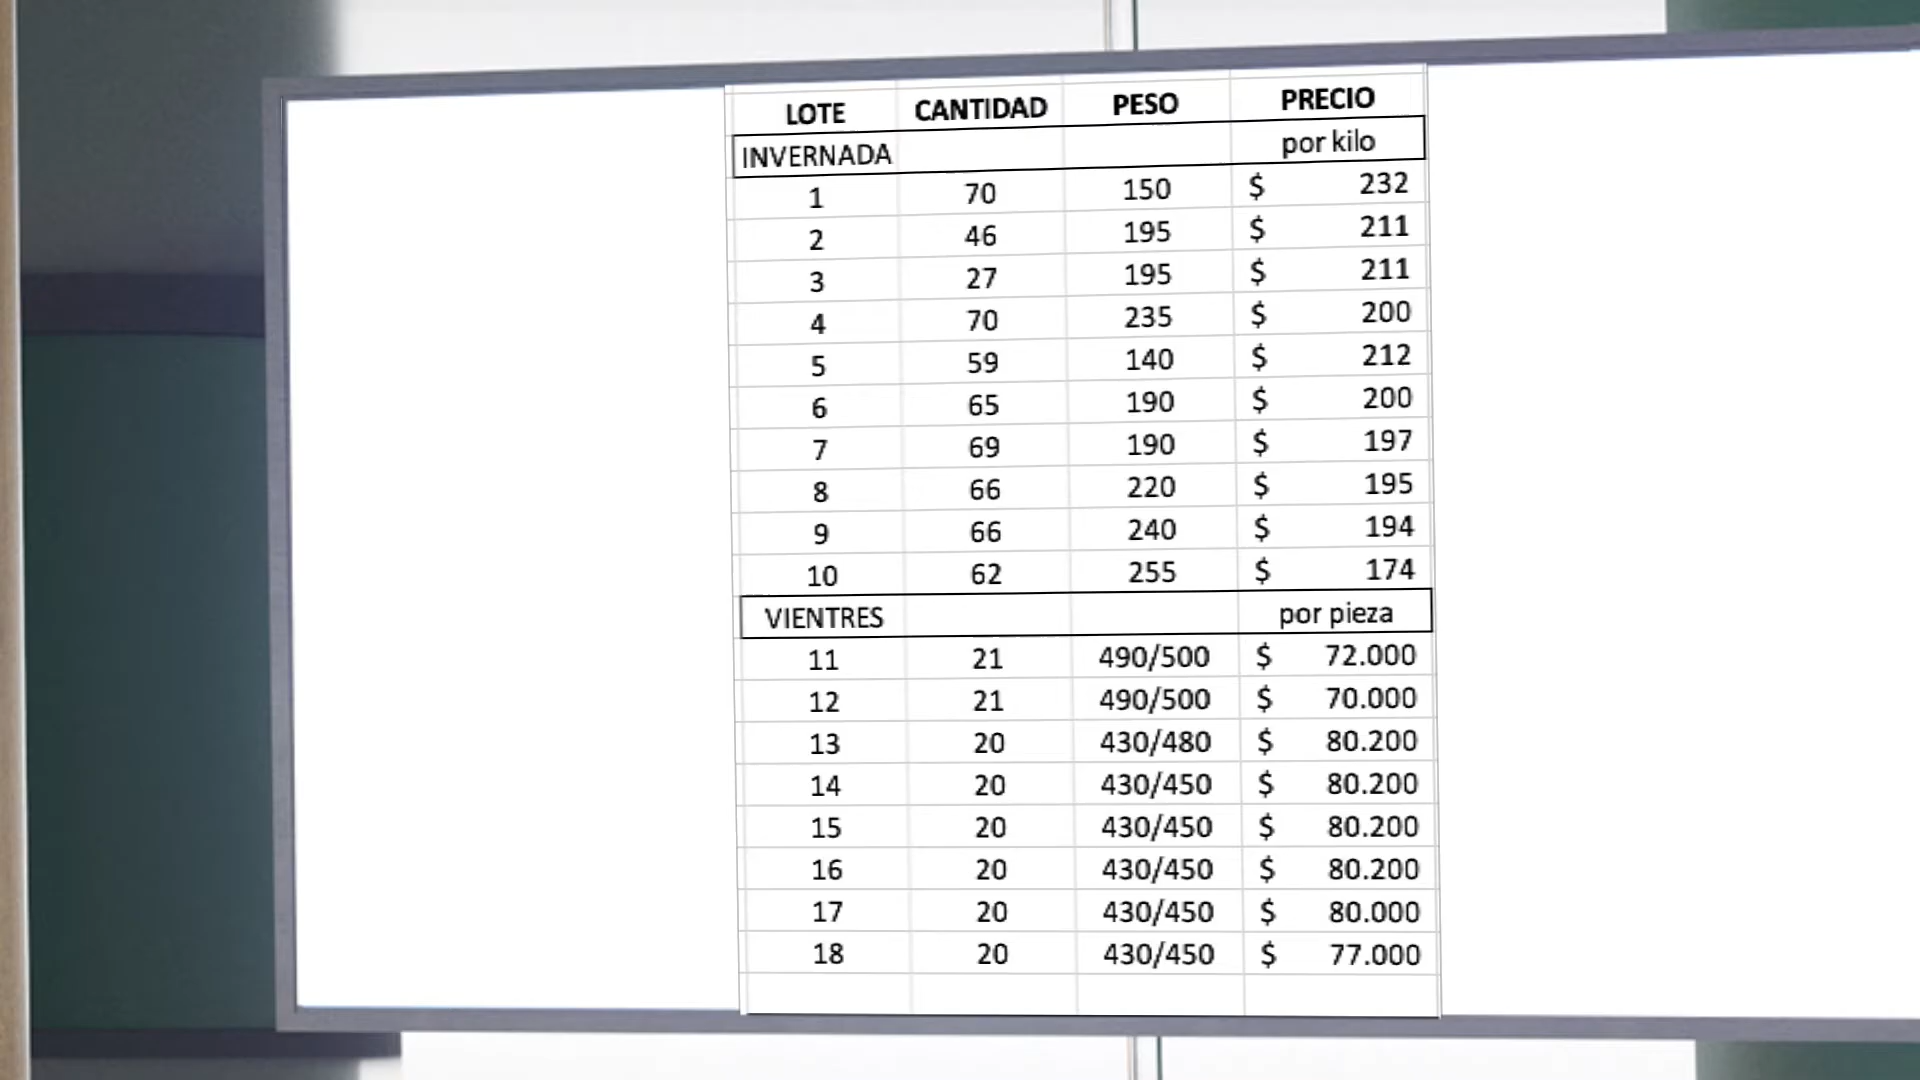 LOTE CANTIDAD PESO PRECIO
INVERNADA por kilo
1 70 150 $ 232
2 46 195 $ 211
3 27 195 $ 211
4 70 235 $ 200
5 59 140 $ 212
6 65 190 $ 200
7 69 190 $ 197
8 66 220 $ 195
9 66 240 $ 194
10 62 255 $ 174
VIENTRES por pieza
11 21 490/500 $ 72.000
12 21 490/500 $ 70.000
13 20 430/480 $ 80.200
14 20 430/450 $ 80.200
15 20 430/450 $ 80.200
16 20 430/450 $ 80.200
17 20 430/450 $ 80.000
18 20 430/450 $ 77.000